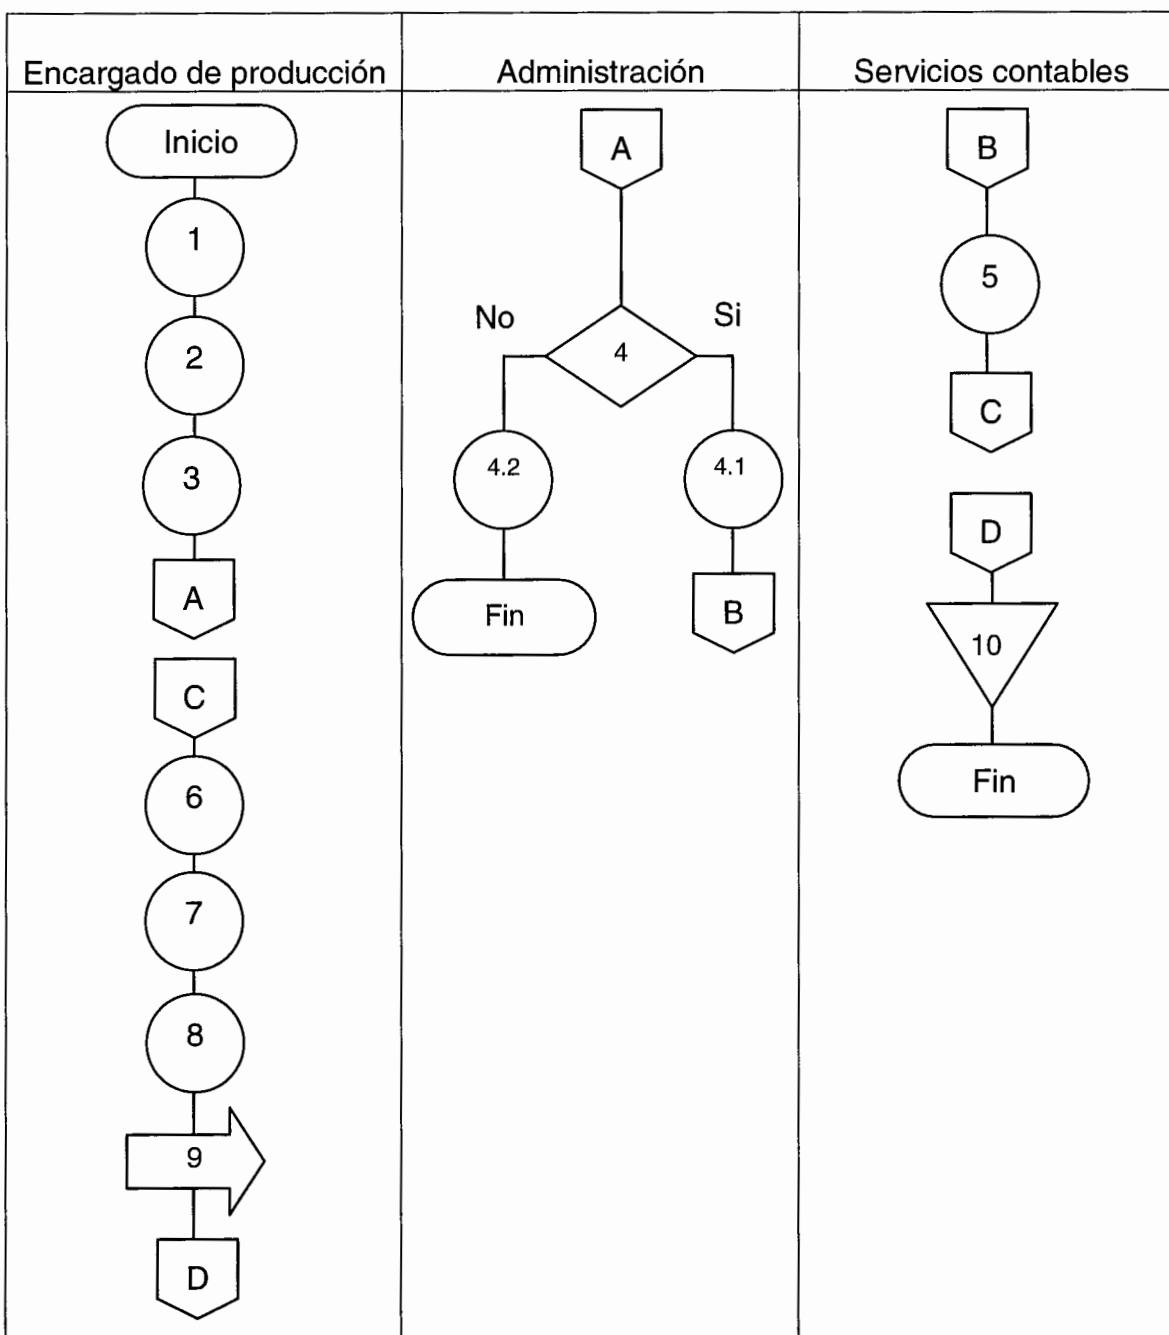 Encargado de producción
Administración
Servicios contables
Inicio
1
2
3
A
C
6
7
8
9
D
A
No
Si
4
4.2
4.1
Fin
B
B
5
C
D
10
Fin